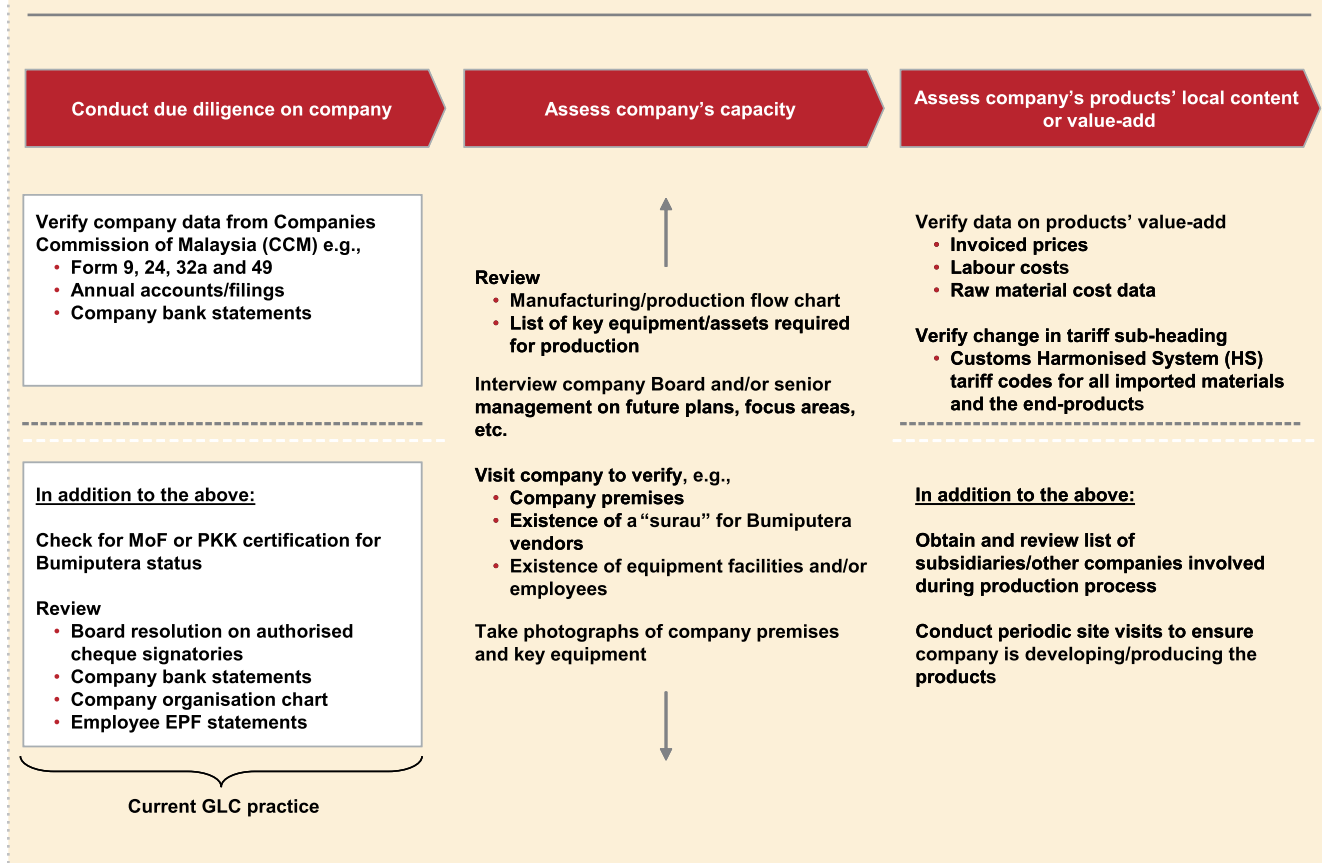 Conduct due diligence on company
Assess company's capacity
Assess company's products' local content
or value-add
Verify company data from Companies
Commission of Malaysia (CCM) e.g.,
• Form 9, 24, 32a and 49
• Annual accounts/filings
• Company bank statements
In addition to the above:
Check for MoF or PKK certification for
Bumiputera status
Review
• Board resolution on authorised
cheque signatories
• Company bank statements
• Company organisation chart
• Employee EPF statements
Current GLC practice
Review
• Manufacturing/production flow chart
• List of key equipment/assets required
for production
Interview company Board and/or senior
management on future plans, focus areas,
etc.
Visit company to verify, e.g.,
• Company premises
• Existence of a “surau” for Bumiputera
vendors
• Existence of equipment facilities and/or
employees
Take photographs of company premises
and key equipment
Verify data on products' value-add
• Invoiced prices
• Labour costs
• Raw material cost data
Verify change in tariff sub-heading
• Customs Harmonised System (HS)
tariff codes for all imported materials
and the end-products
In addition to the above:
Obtain and review list of
subsidiaries/other companies involved
during production process
Conduct periodic site visits to ensure
company is developing/producing the
products